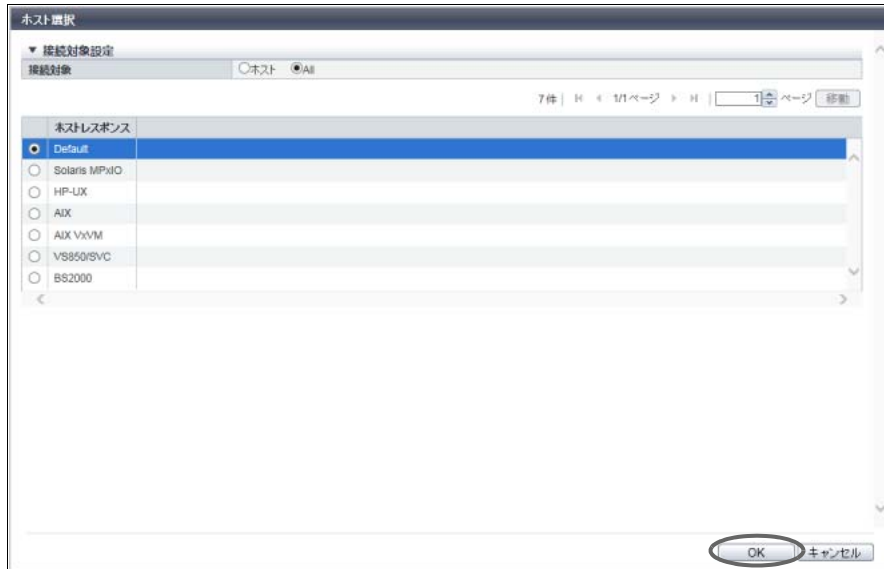 ホスト選択
▼ 接続対象設定
接続対象 ホスト All
7件 1/1ページ 1 ページ 移動
ホストレスポンス
Default
Solaris MPxIO
HP-UX
AIX
AIX VxVM
VS850/SVC
BS2000
OK キャンセル